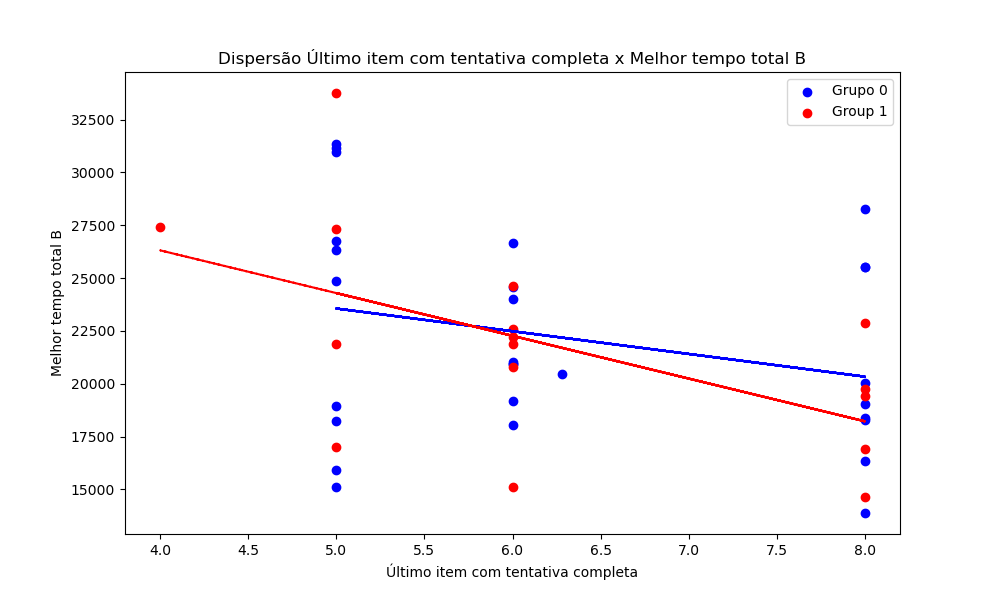 Dispersão Último item com tentativa completa x Melhor tempo total B
Grupo 0
Group 1
Melhor tempo total B
32500
30000
27500
25000
22500
20000
17500
15000
4.0 4.5 5.0 5.5 6.0 6.5 7.0 7.5 8.0
Último item com tentativa completa